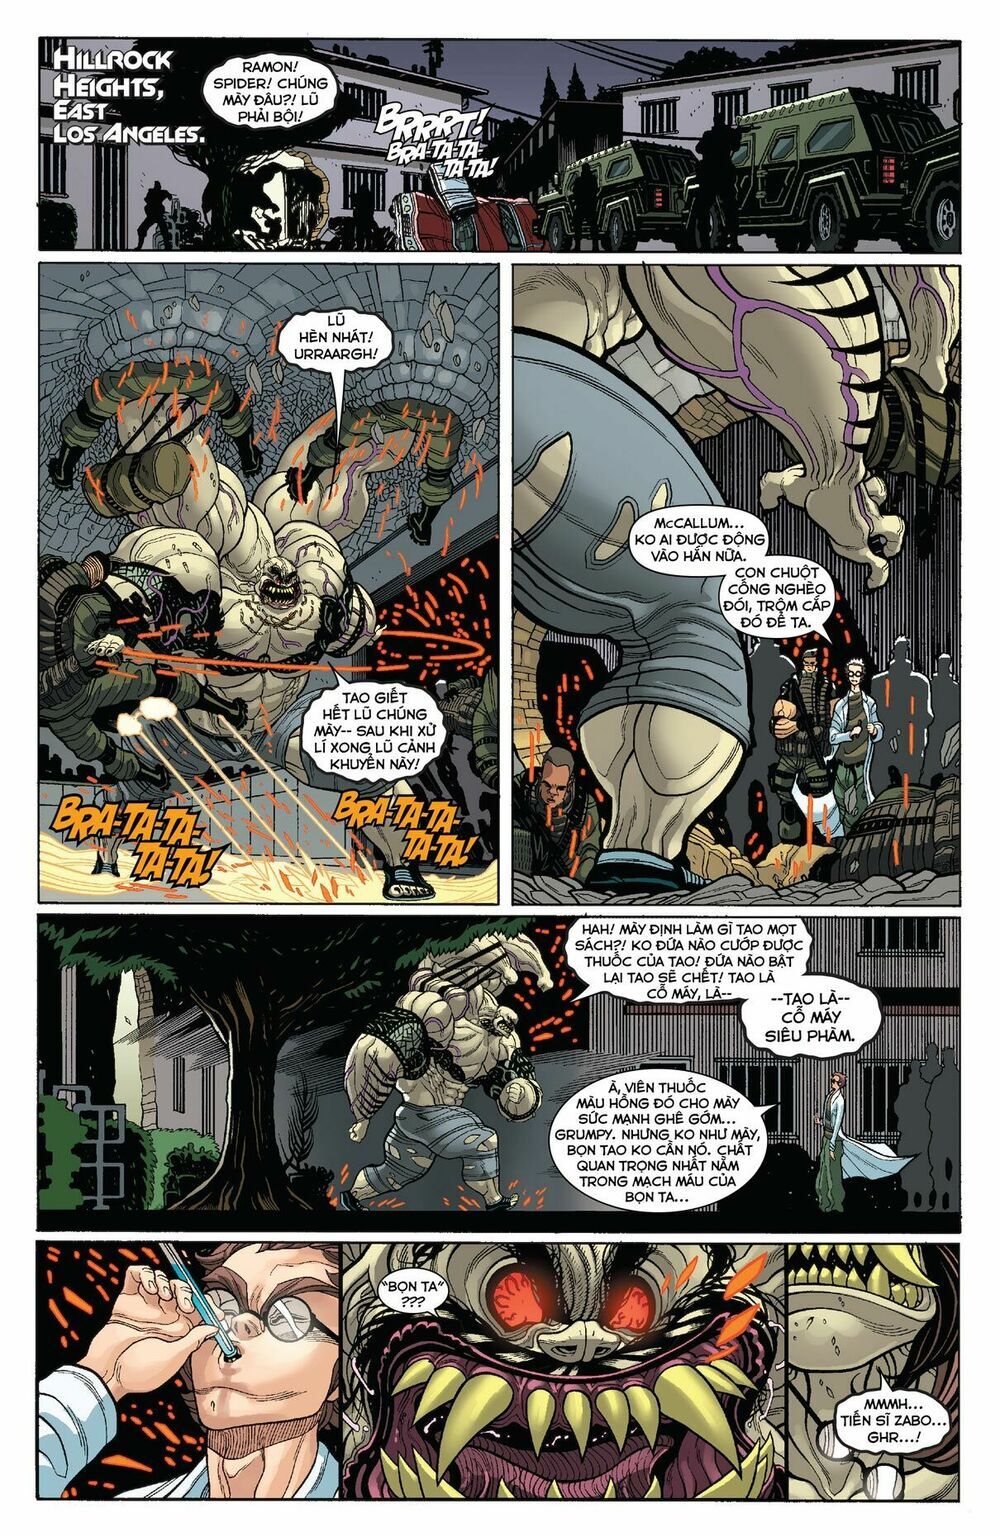 HILLROCK
HEIGHTS,
EAST
LOS ANGELES.
RAMON!
SPIDER! CHÚNG
MÀY ĐÂU?! LŨ
PHẢI BỘI!
BRRRT!
BRA-TA-TA
TA-TA!
LŨ
HÈN NHÁT!
URRAARGH!
TAO GIẾT
HẾT LŨ CHÚNG
MÀY-- SAU KHI XỬ
LÍ XONG LŨ CẢNH
KHUYỂN NÀY!
BRA-TA-TA-
TA-TA!
BRA-TA-TA-
TA-TA!
McCALLUM...
KO AI ĐƯỢC ĐỘNG
VÀO HẮN NỮA.
CON CHUỘT
CỐNG NGHÈO
ĐÓI, TRỘM CẮP
ĐÓ ĐỂ TA.
HAH! MÀY ĐỊNH LÀM GÌ TAO MỌT
SÁCH?! KO ĐỨA NÀO CƯỚP ĐƯỢC
THUỐC CỦA TAO! ĐỨA NÀO BẬT
LẠI TAO SẼ CHẾT! TAO LÀ
CỖ MÁY, LÀ--
--TAO LÀ--
CỖ MÁY
SIÊU PHÀM.
À, VIÊN THUỐC
MÀU HỒNG ĐÓ CHO MÀY
SỨC MẠNH GHÊ GỚM...
GRUMPY. NHƯNG KO NHƯ MÀY,
BỌN TAO KO CẦN NÓ. CHẤT
QUAN TRỌNG NHẤT NẰM
TRONG MẠCH MÁU CỦA
BỌN TA...
"BỌN TA"
???
MMMH...
TIẾN SĨ ZABO...
GHR...!